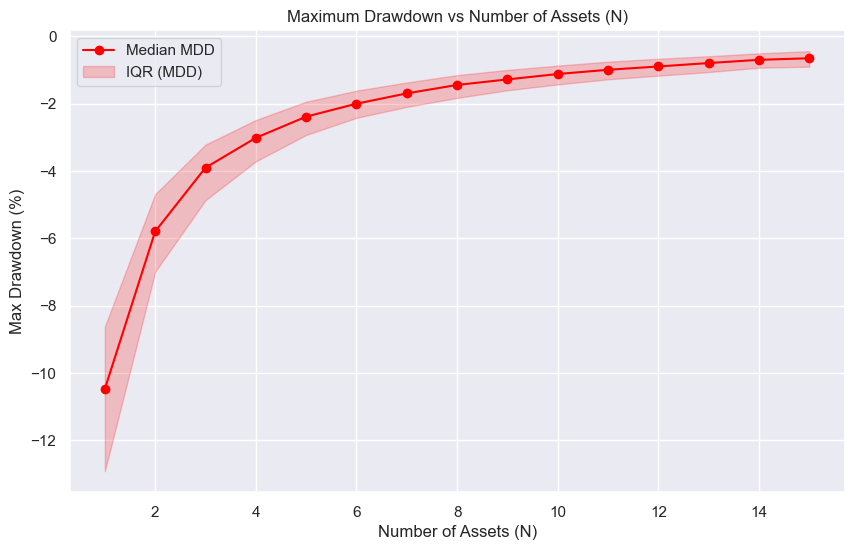 Maximum Drawdown vs Number of Assets (N)
Median MDD
IQR (MDD)
Max Drawdown (%)
0
−2
−4
−6
−8
−10
−12
2 4 6 8 10 12 14
Number of Assets (N)